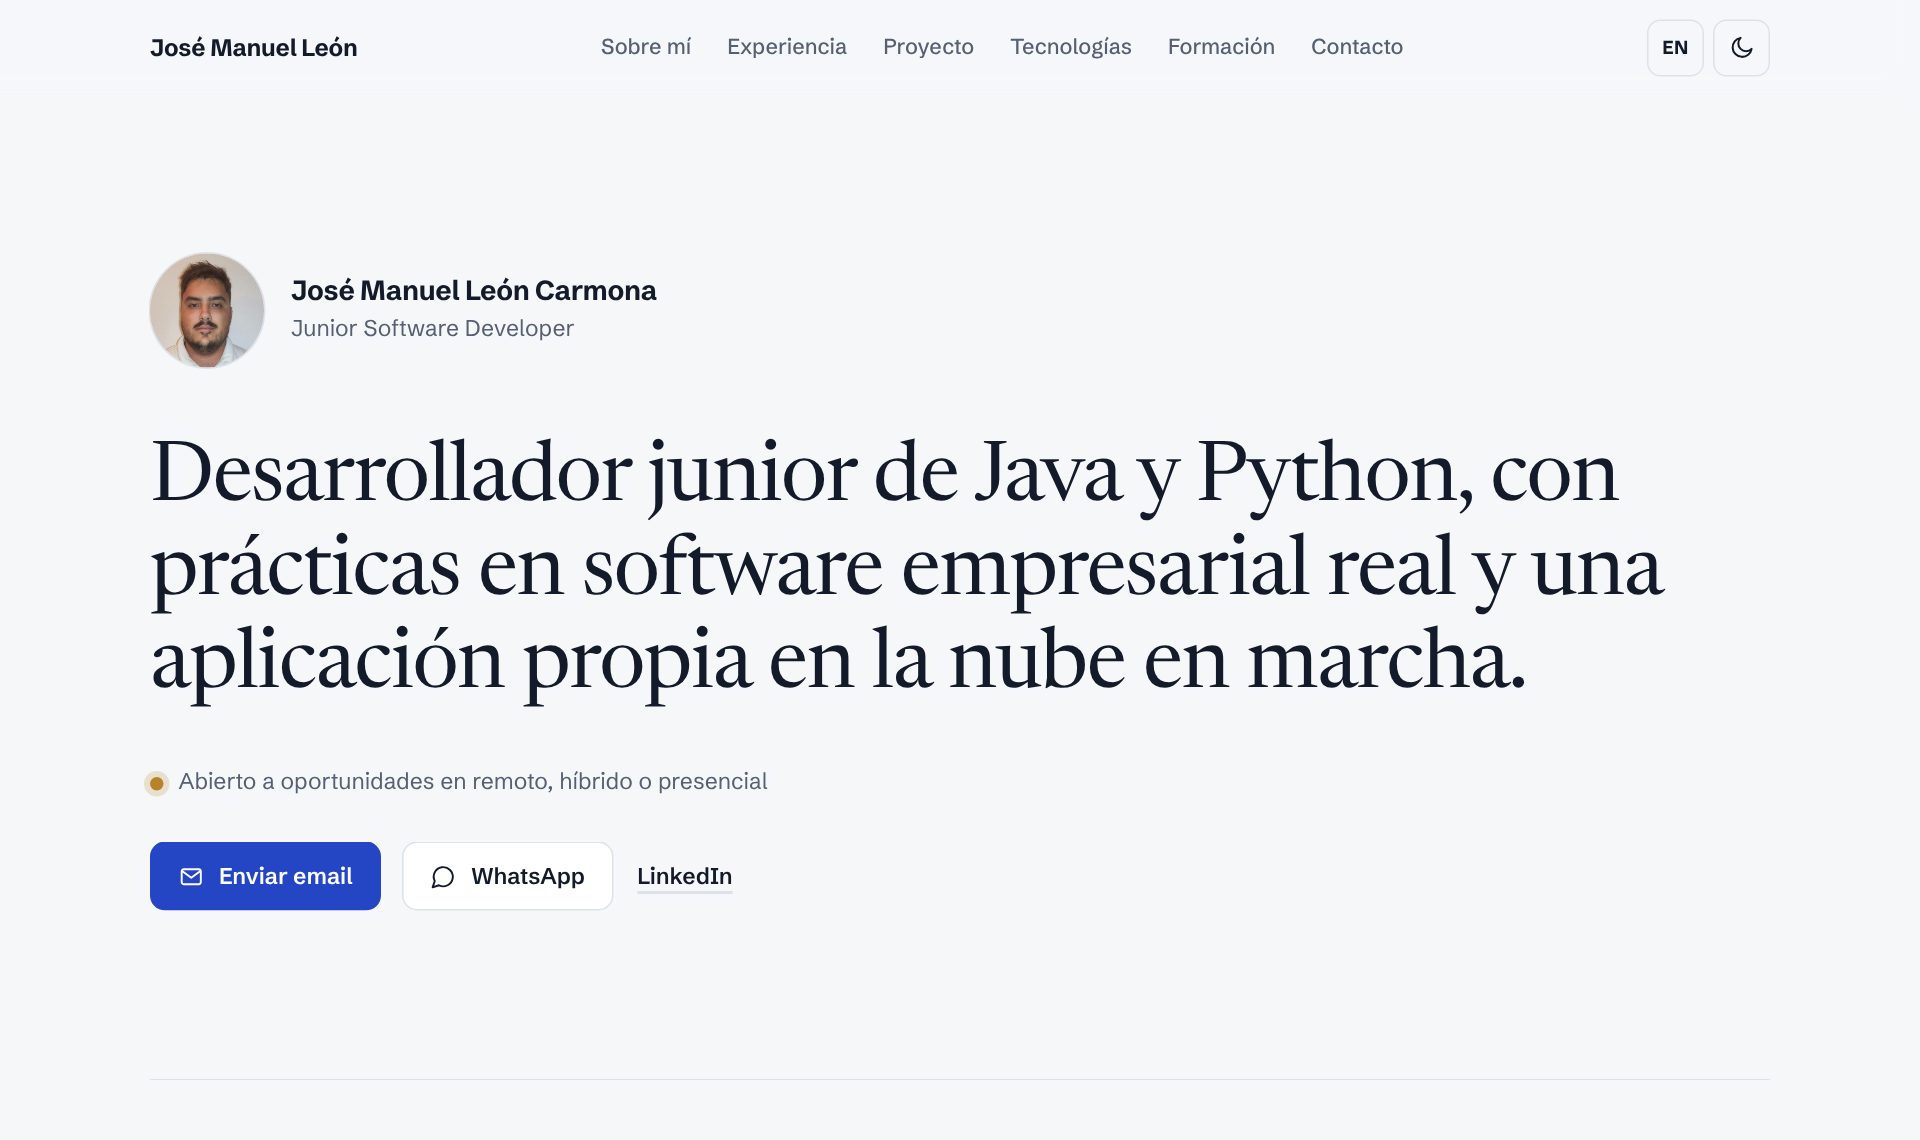 José Manuel León
Sobre mí
Experiencia
Proyecto
Tecnologías
Formación
Contacto
EN
José Manuel León Carmona
Junior Software Developer
Desarrollador junior de Java y Python, con
prácticas en software empresarial real y una
aplicación propia en la nube en marcha.
Abierto a oportunidades en remoto, híbrido o presencial
Enviar email
WhatsApp
LinkedIn